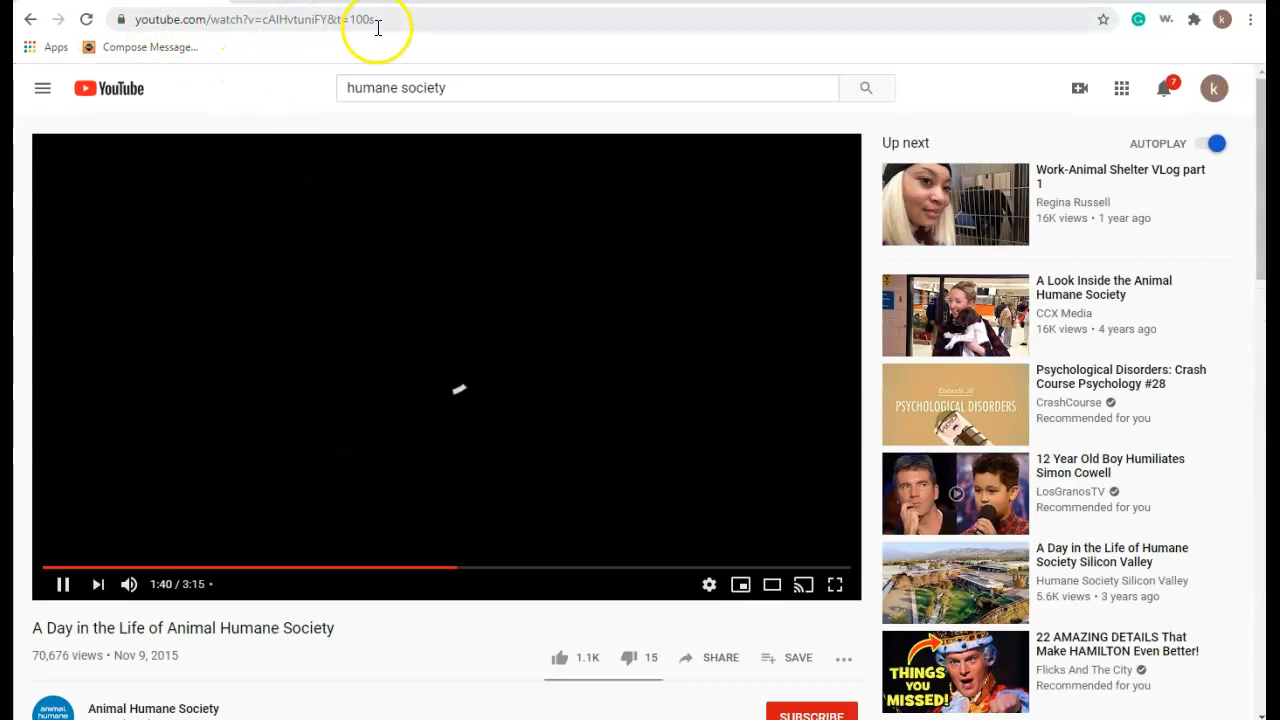 youtube.com/watch?v=cAlHvtuniFY&t=100s
Apps
Compose Message...
YouTube
humane society
7
k
k
Up next
AUTOPLAY
Work-Animal Shelter VLog part
1
Regina Russell
16K views • 1 year ago
A Look Inside the Animal
Humane Society
CCX Media
16K views • 4 years ago
Episode 28
PSYCHOLOGICAL DISORDERS
Psychological Disorders: Crash
Course Psychology #28
CrashCourse
Recommended for you
12 Year Old Boy Humiliates
Simon Cowell
LosGranosTV
Recommended for you
A Day in the Life of Humane
Society Silicon Valley
Humane Society Silicon Valley
5.6K views • 3 years ago
THINGS
YOU
MISSED!
22 AMAZING DETAILS That
Make HAMILTON Even Better!
Flicks And The City
Recommended for you
1:40 / 3:15 •
A Day in the Life of Animal Humane Society
70,676 views • Nov 9, 2015
1.1K
15
SHARE
SAVE
animal
humane
Animal Humane Society
SUBSCRIBE